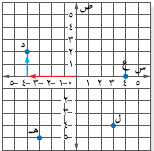 ص
٥
٤
د
٣
٢
١
ع
س
-٥ -٤ -٣ -٢ -١ ١ ٢ ٣ ٤ ٥
-٢
-٣
ل
-٤
هـ
-٥